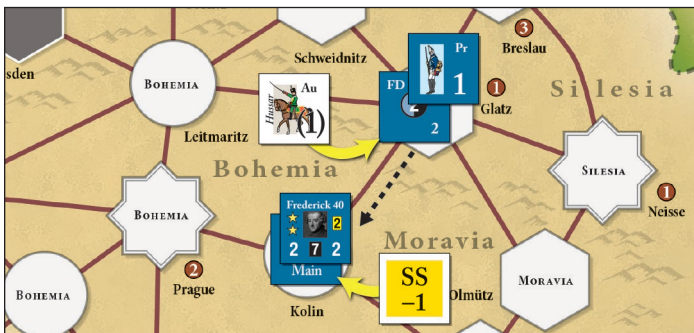 3
Breslau
Schweidnitz
sden
BOHEMIA
Leitmaritz
Hussar
Au
(1)
FD
2
2
Pr
1
1
Glatz
Silesia
SILESIA
1
Neisse
Bohemia
BOHEMIA
2
Prague
Frederick 40
2
2 7 2
Main
Kolin
Moravia
SS
-1
Olmütz
MORAVIA
BOHEMIA